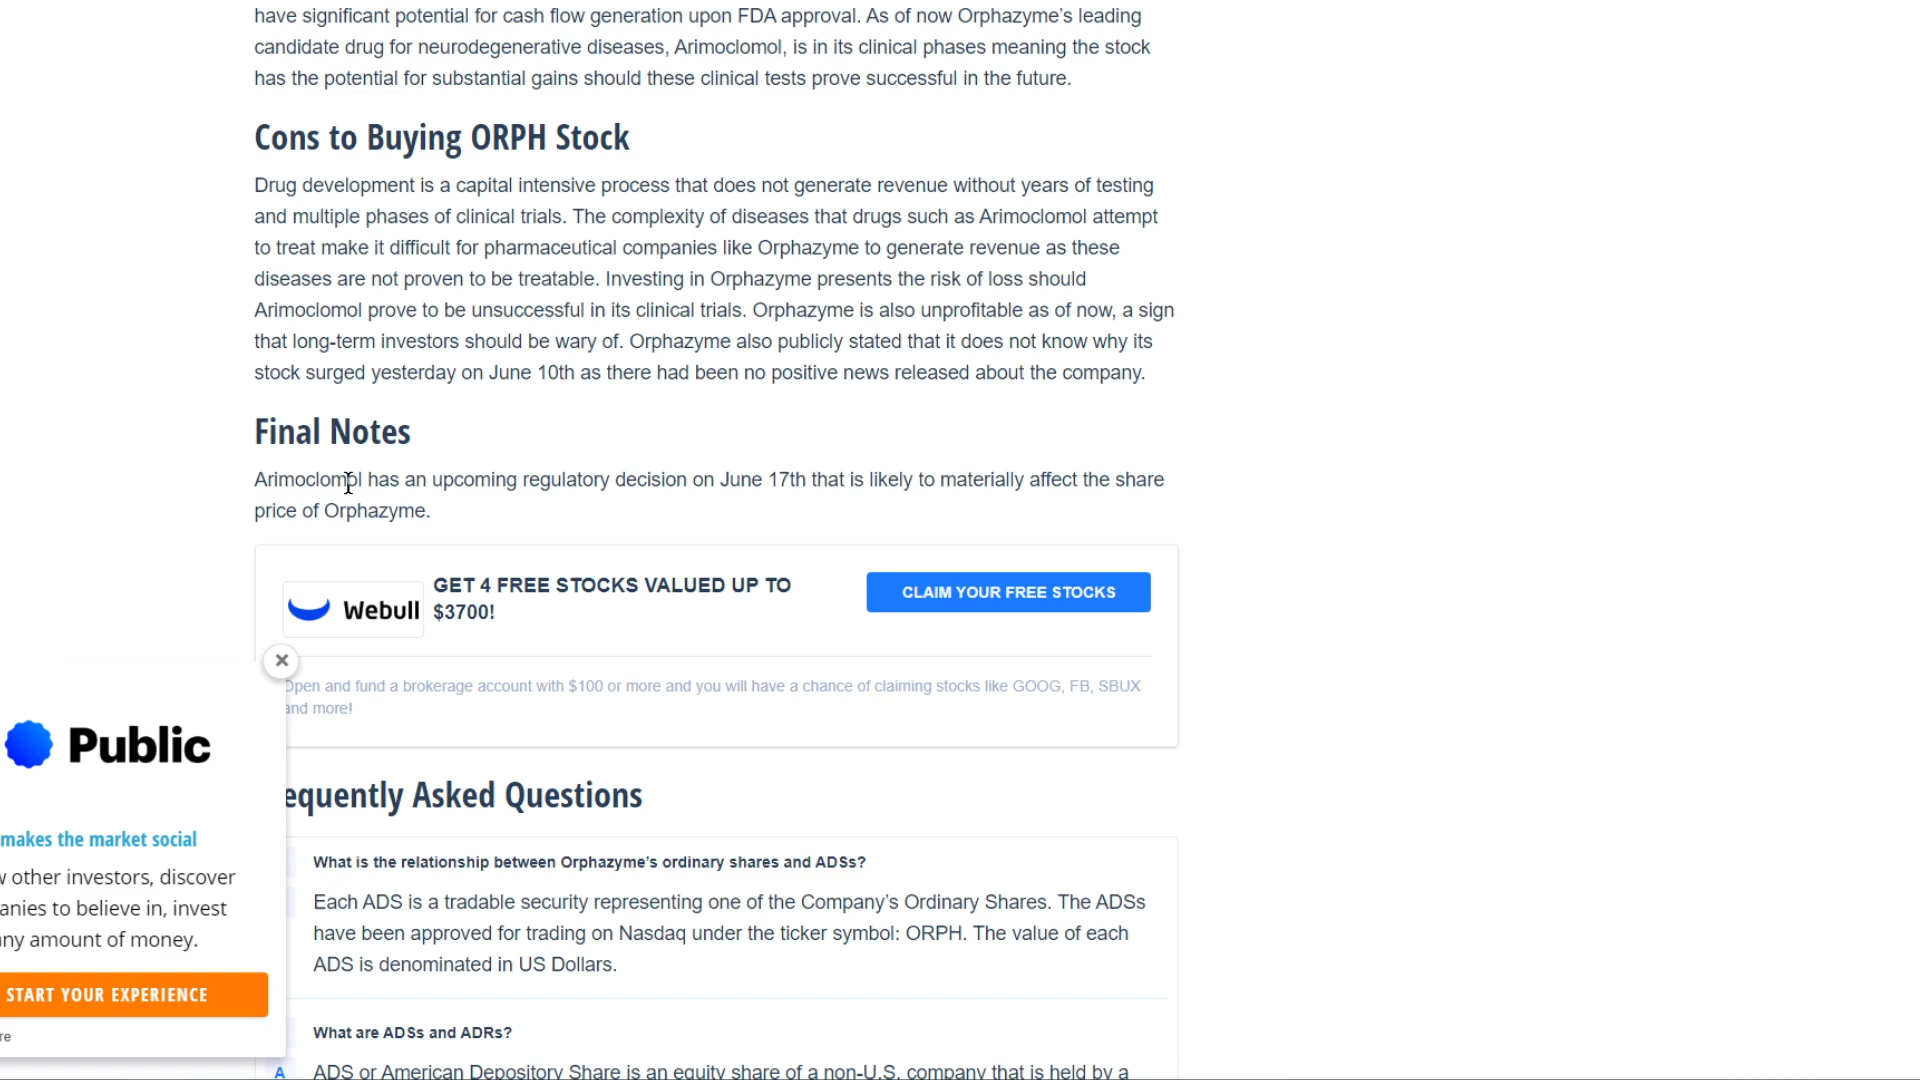 have significant potential for cash flow generation upon FDA approval. As of now Orphazyme's leading
candidate drug for neurodegenerative diseases, Arimoclomol, is in its clinical phases meaning the stock
has the potential for substantial gains should these clinical tests prove successful in the future.
Cons to Buying ORPH Stock
Drug development is a capital intensive process that does not generate revenue without years of testing
and multiple phases of clinical trials. The complexity of diseases that drugs such as Arimoclomol attempt
to treat make it difficult for pharmaceutical companies like Orphazyme to generate revenue as these
diseases are not proven to be treatable. Investing in Orphazyme presents the risk of loss should
Arimoclomol prove to be unsuccessful in its clinical trials. Orphazyme is also unprofitable as of now, a sign
that long-term investors should be wary of. Orphazyme also publicly stated that it does not know why its
stock surged yesterday on June 10th as there had been no positive news released about the company.
Final Notes
Arimoclomol has an upcoming regulatory decision on June 17th that is likely to materially affect the share
price of Orphazyme.
Webull
GET 4 FREE STOCKS VALUED UP TO
$3700!
CLAIM YOUR FREE STOCKS
Open and fund a brokerage account with $100 or more and you will have a chance of claiming stocks like GOOG, FB, SBUX
and more!
Public
makes the market social
w other investors, discover
anies to believe in, invest
any amount of money.
START YOUR EXPERIENCE
re
equently Asked Questions
What is the relationship between Orphazyme's ordinary shares and ADSs?
Each ADS is a tradable security representing one of the Company's Ordinary Shares. The ADSs
have been approved for trading on Nasdaq under the ticker symbol: ORPH. The value of each
ADS is denominated in US Dollars.
What are ADSs and ADRs?
A
ADS or American Depository Share is an equity share of a non-U.S. company that is held by a